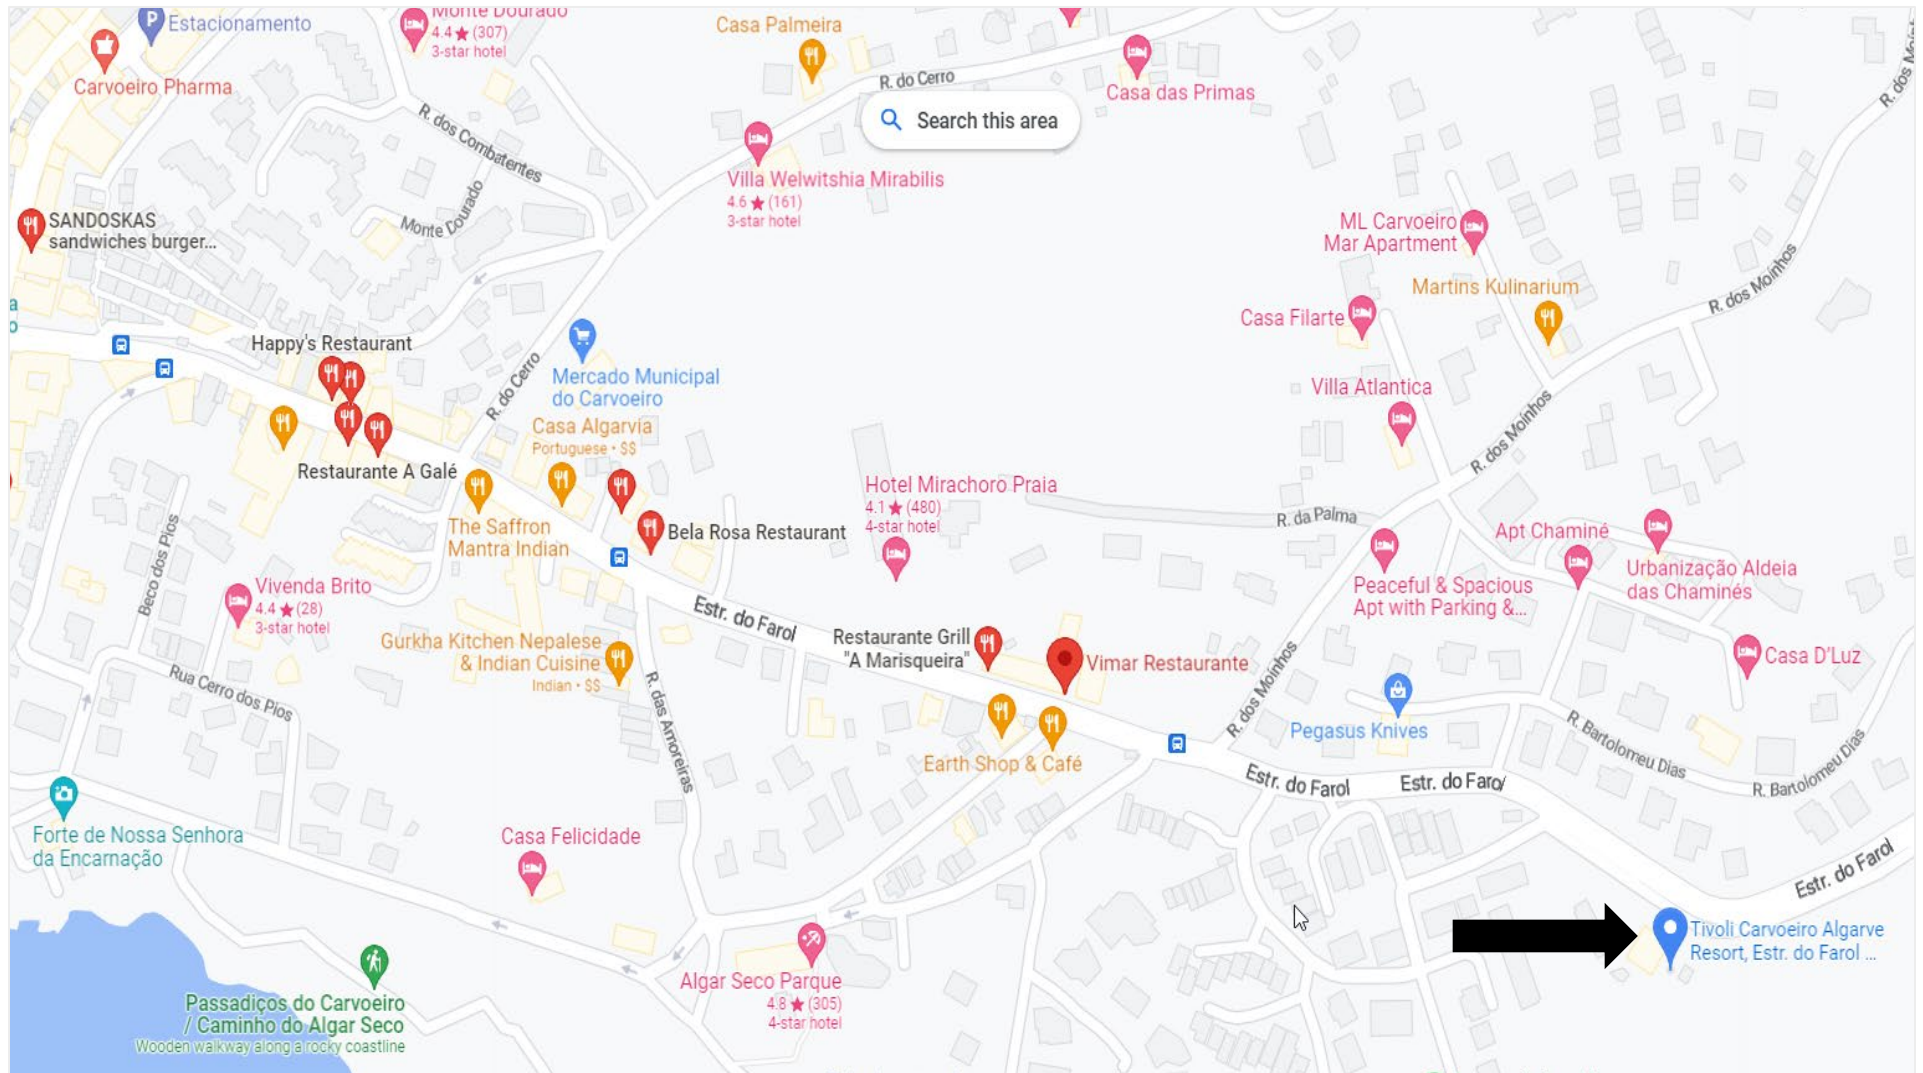 Monte Dourado
4.4 ★ (307)
3-star hotel
P
Estacionamento
Carvoeiro Pharma
Casa Palmeira
R. do Cerro
Search this area
Casa das Primas
R. dos Combatentes
Villa Welwitshia Mirabilis
4.6 ★ (161)
3-star hotel
Monte Dourado
SANDOSKAS
sandwiches burger...
ML Carvoeiro
Mar Apartment
Martins Kulinarium
R. dos Moínhos
Casa Filarte
a
o
Happy's Restaurant
R. do Cerro
Mercado Municipal
do Carvoeiro
Villa Atlantica
Casa Algarvia
Portuguese • $$
R. dos Moínhos
Restaurante A Galé
Hotel Mirachoro Praia
4.1 ★ (480)
4-star hotel
R. da Palma
The Saffron
Mantra Indian
Bela Rosa Restaurant
Apt Chaminé
Urbanização Aldeia
das Chaminés
Beco dos Pios
Vivenda Brito
4.4 ★ (28)
3-star hotel
Peaceful & Spacious
Apt with Parking &...
Estr. do Farol
Gurkha Kitchen Nepalese
& Indian Cuisine
Indian • $$
Restaurante Grill
"A Marisqueira"
Vimar Restaurante
Casa D'Luz
Rua Cerro dos Pios
R. das Amoreiras
R. dos Moínhos
Pegasus Knives
R. Bartolomeu Dias
R. Bartolomeu Dias
Earth Shop & Café
Estr. do Farol
Estr. do Farol
Forte de Nossa Senhora
da Encarnação
Casa Felicidade
Estr. do Farol
Tivoli Carvoeiro Algarve
Resort, Estr. do Farol ...
Algar Seco Parque
4.8 ★ (305)
4-star hotel
Passadiços do Carvoeiro
/ Caminho do Algar Seco
Wooden walkway along a rocky coastline